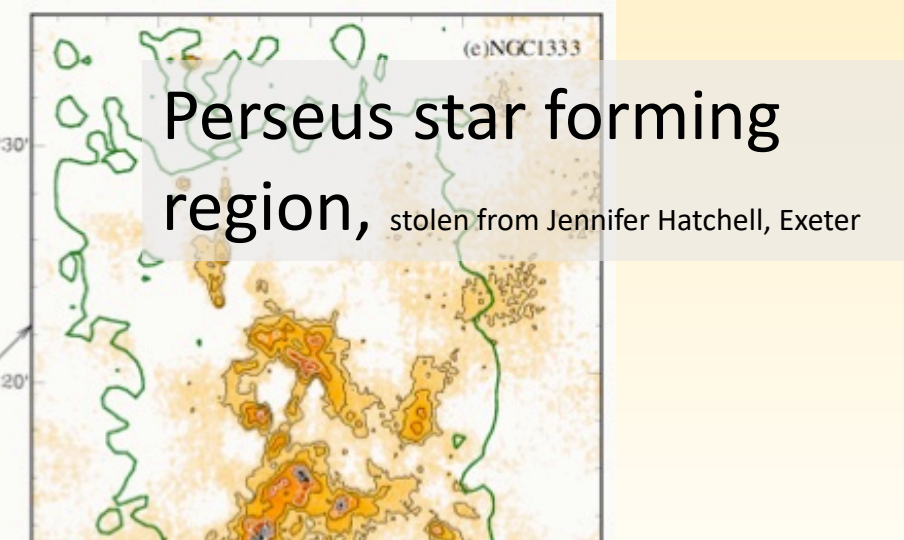 (e)NGC1333
Perseus star forming
30'
region, stolen from Jennifer Hatchell, Exeter
20'